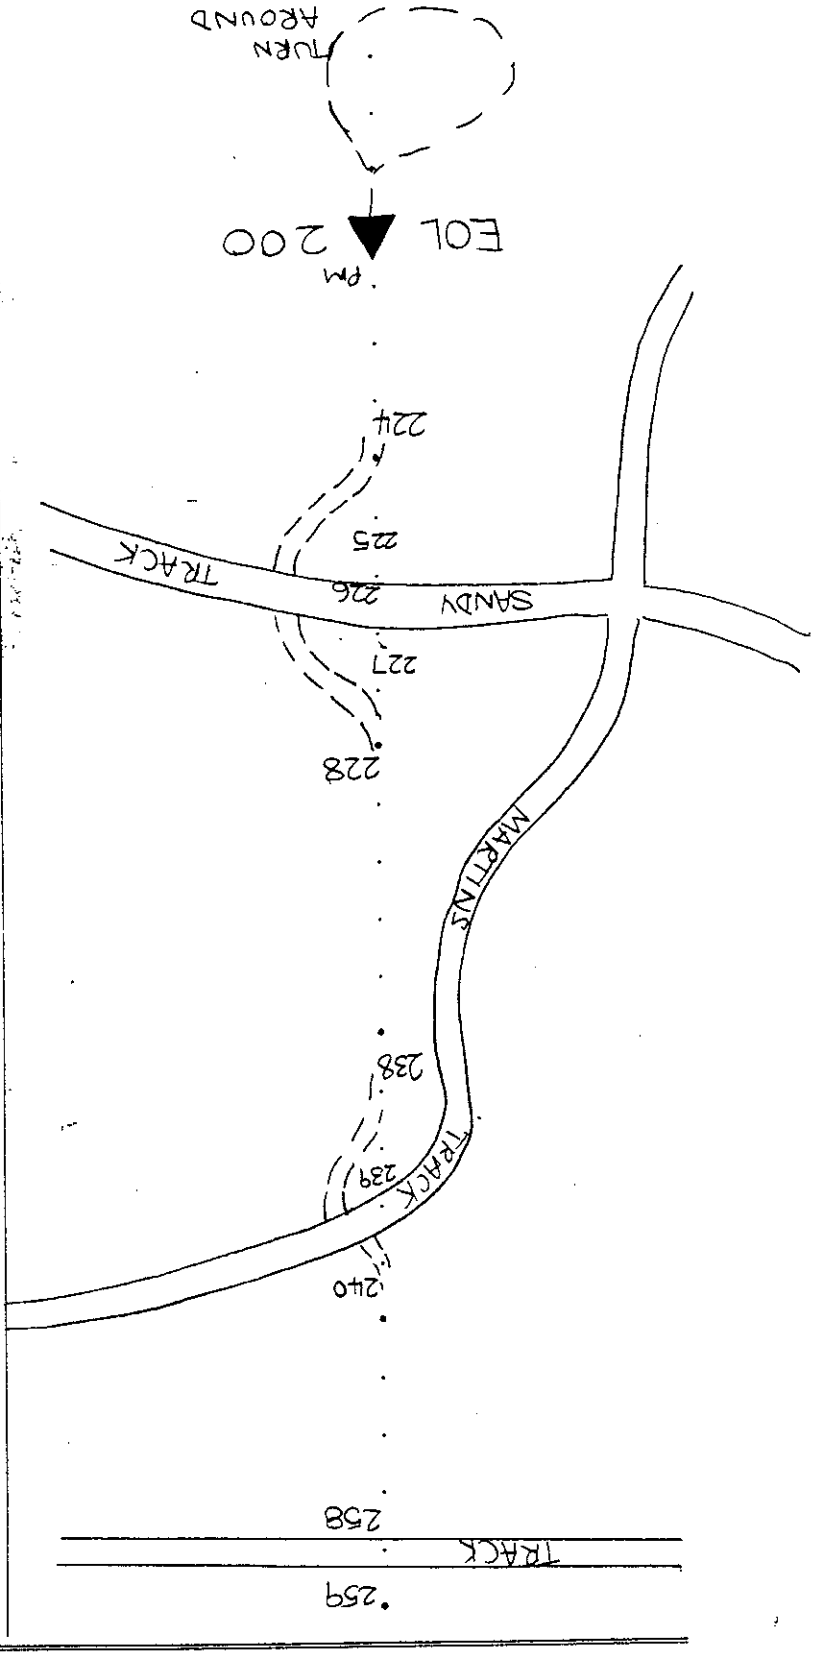 259
TRACK
258
240
TRACK
239
238
MARTINS
228
227
SANDY
226
TRACK
225
224
PM
EOL
200
TURN
AROUND